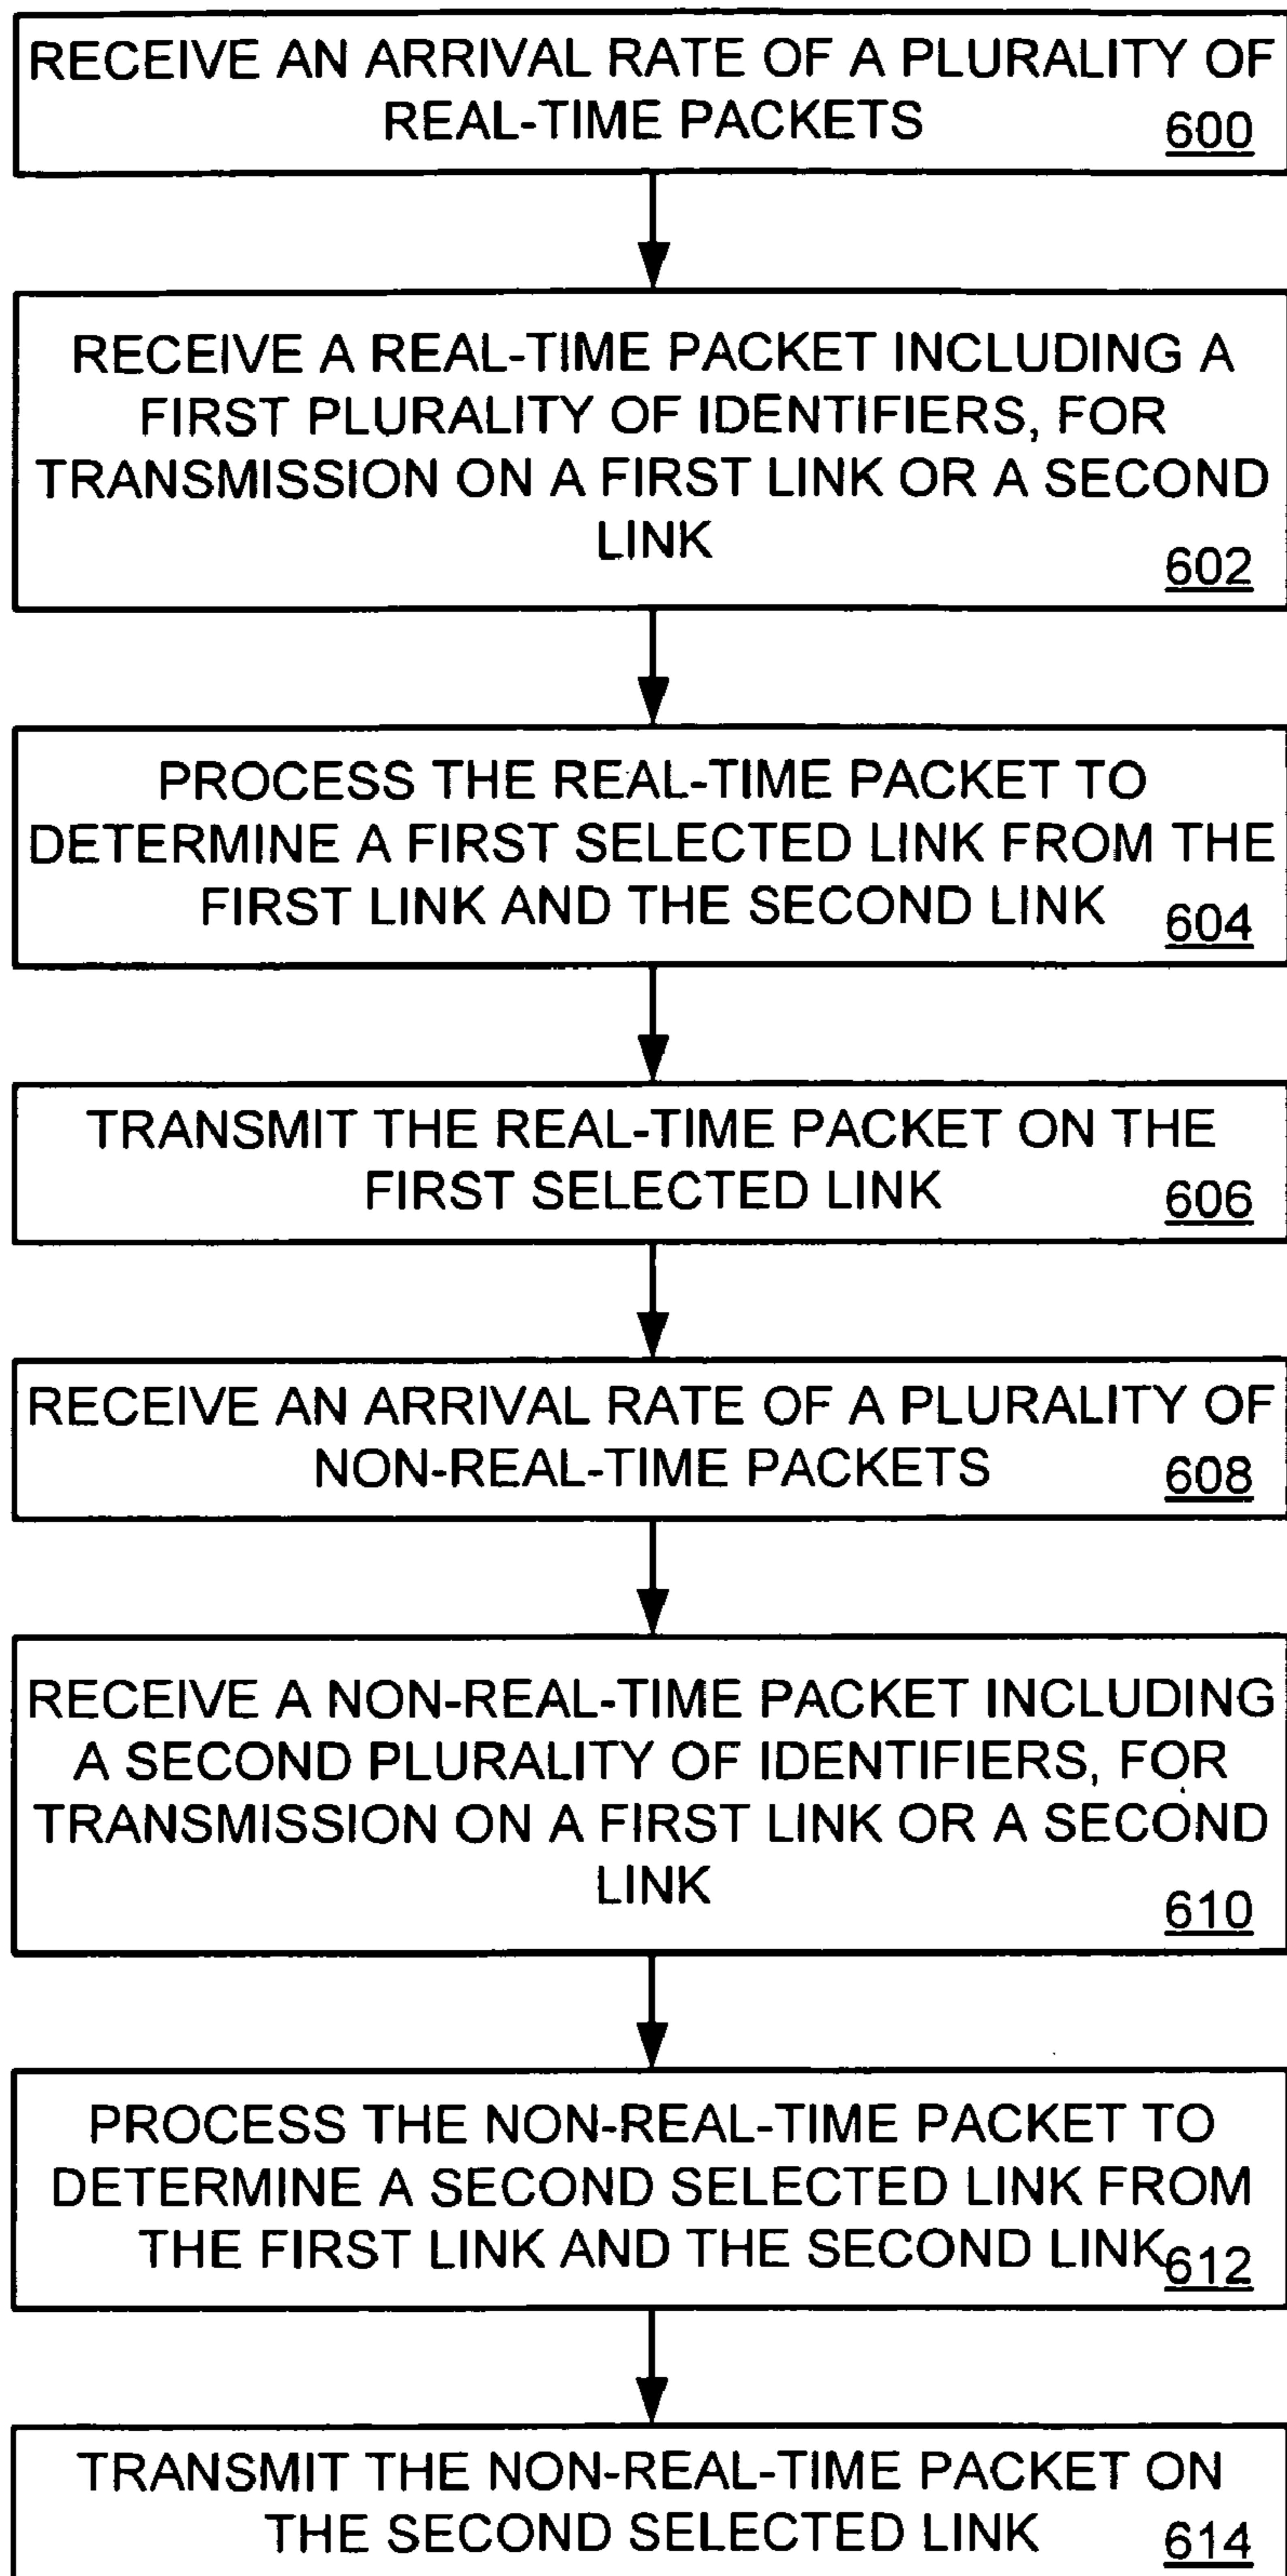 RECEIVE AN ARRIVAL RATE OF A PLURALITY OF
REAL-TIME PACKETS 600
RECEIVE A REAL-TIME PACKET INCLUDING A
FIRST PLURALITY OF IDENTIFIERS, FOR
TRANSMISSION ON A FIRST LINK OR A SECOND
LINK
602
PROCESS THE REAL-TIME PACKET TO
DETERMINE A FIRST SELECTED LINK FROM THE
FIRST LINK AND THE SECOND LINK 604
TRANSMIT THE REAL-TIME PACKET ON THE
FIRST SELECTED LINK 606
RECEIVE AN ARRIVAL RATE OF A PLURALITY OF
NON-REAL-TIME PACKETS 608
RECEIVE A NON-REAL-TIME PACKET INCLUDING
A SECOND PLURALITY OF IDENTIFIERS, FOR
TRANSMISSION ON A FIRST LINK OR A SECOND
LINK
610
PROCESS THE NON-REAL-TIME PACKET TO
DETERMINE A SECOND SELECTED LINK FROM
THE FIRST LINK AND THE SECOND LINK 612
TRANSMIT THE NON-REAL-TIME PACKET ON
THE SECOND SELECTED LINK 614